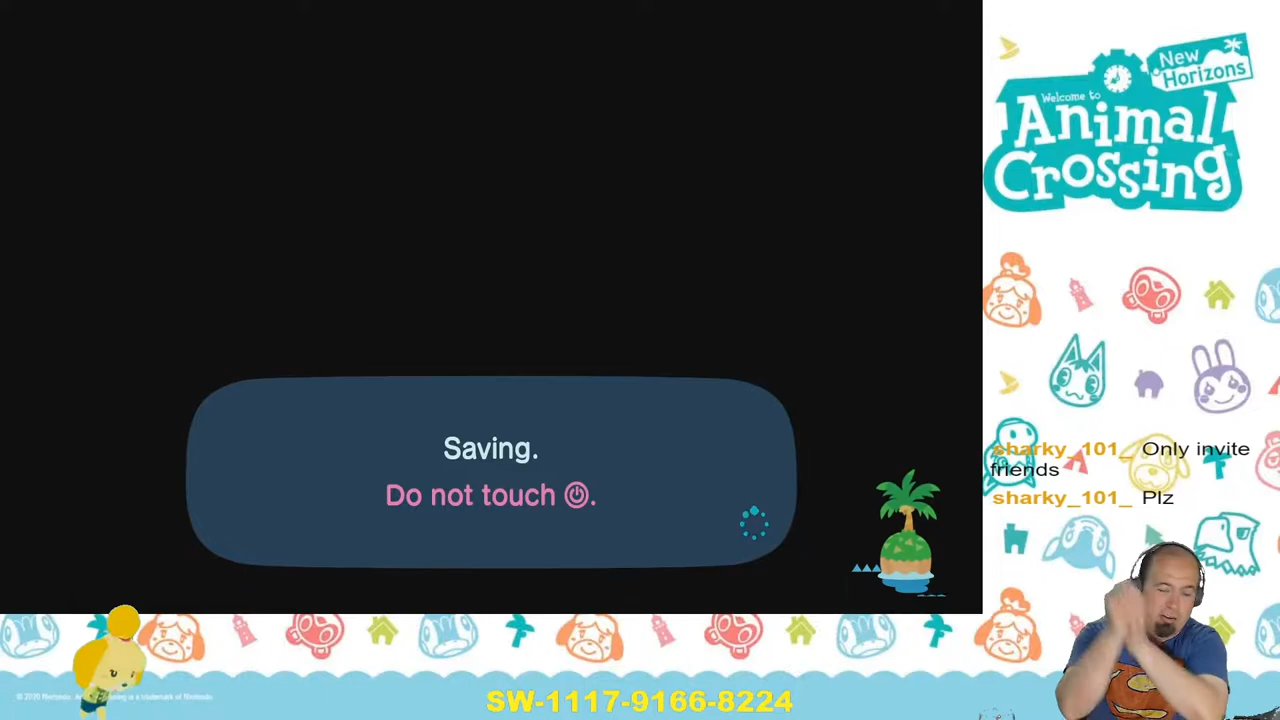 New
Horizons
Welcome to
Animal
Crossing
Saving.
Do not touch .
sharky_101_ Only invite
friends
sharky_101_ Plz
SW-1117-9166-8224